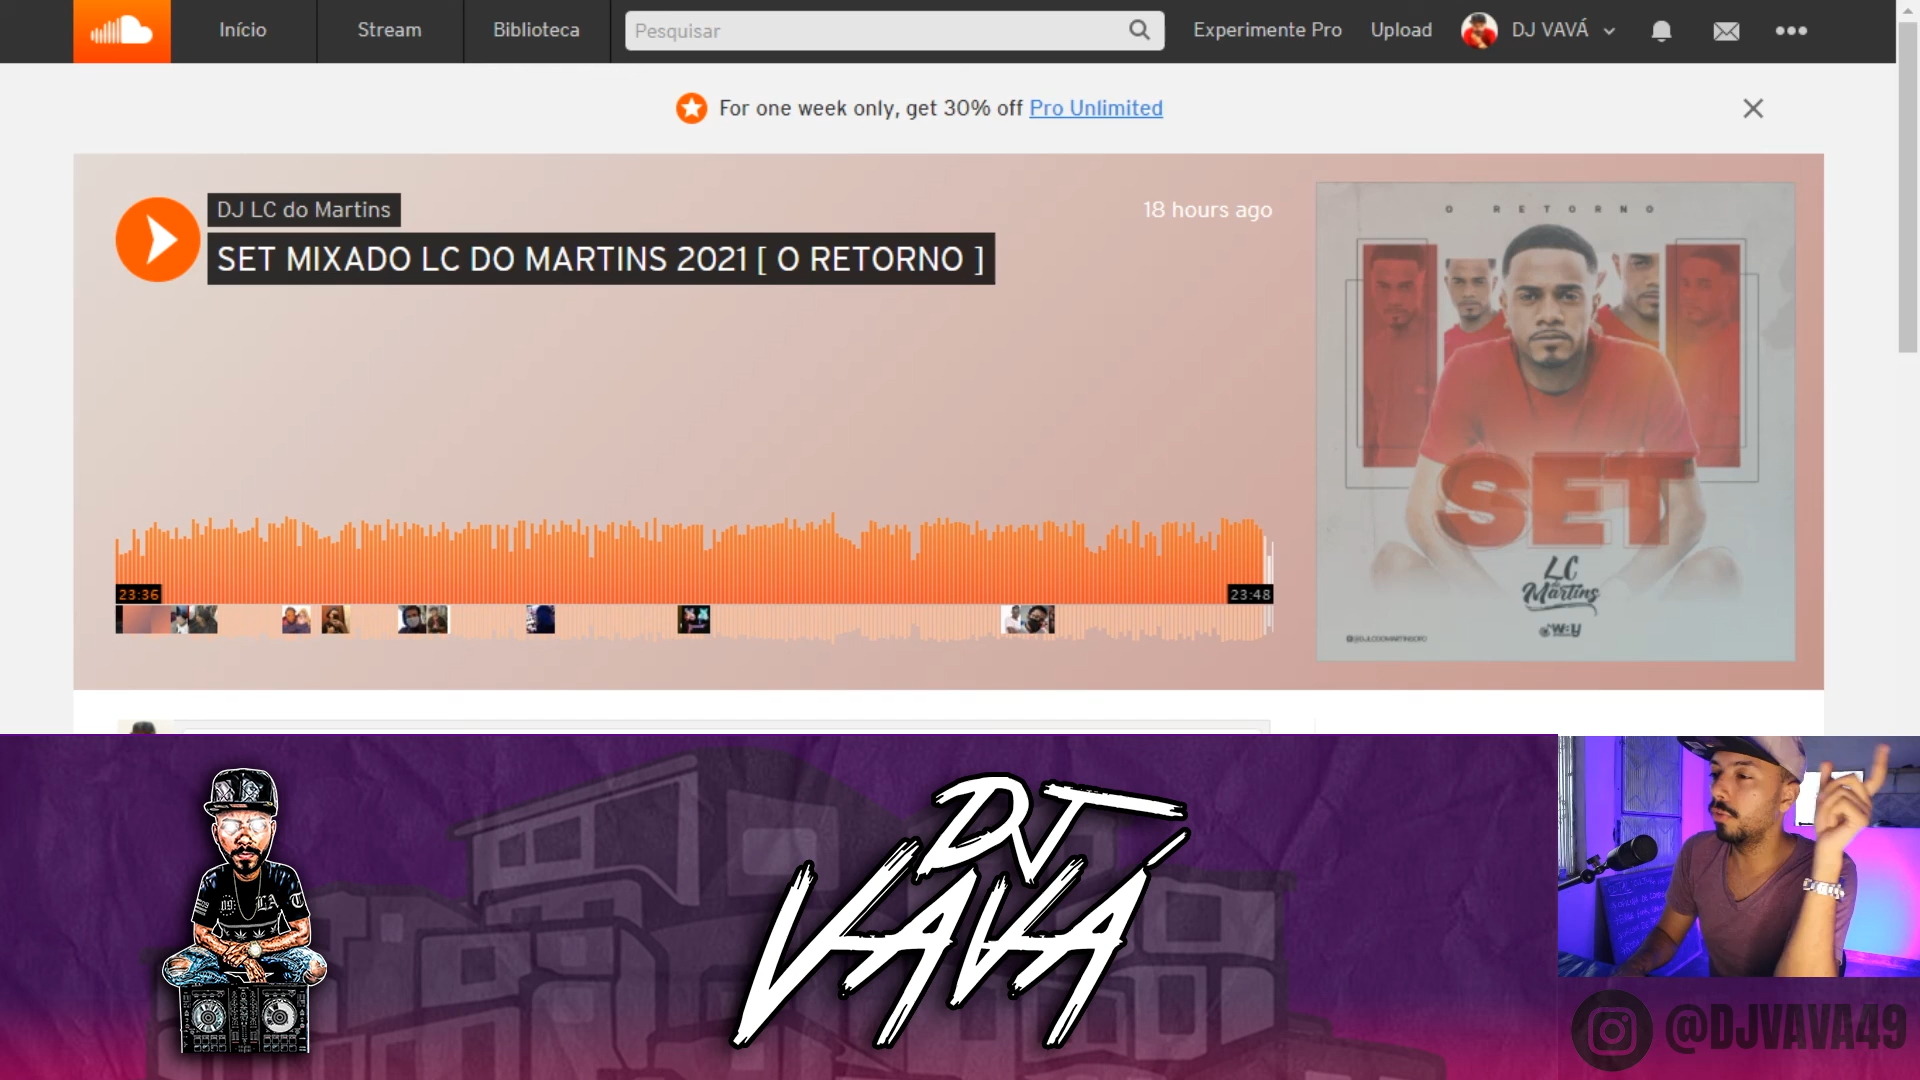 Início
Stream
Biblioteca
Pesquisar
Experimente Pro
Upload
DJ VAVÁ
For one week only, get 30% off Pro Unlimited
DJ LC do Martins
18 hours ago
SET MIXADO LC DO MARTINS 2021 [ O RETORNO ]
O RETORNO
SET
LC
do
Martins
23:36
23:48
DJ
VAVÁ
@DJVAVA49